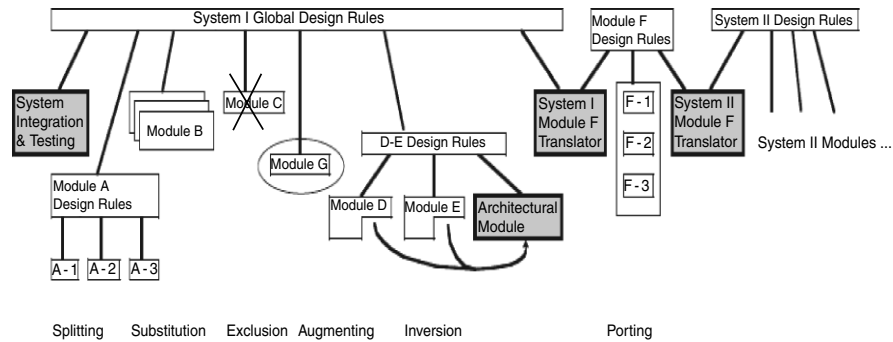 System I Global Design Rules
Module F
Design Rules
System II Design Rules
System
Integration
& Testing
Module B
Module C
System I
Module F
Translator
F-1
F-2
F-3
System II
Module F
Translator
System II Modules ...
D-E Design Rules
Module G
Module A
Design Rules
Module D
Module E
Architectural
Module
A-1
A-2
A-3
Splitting
Substitution
Exclusion
Augmenting
Inversion
Porting